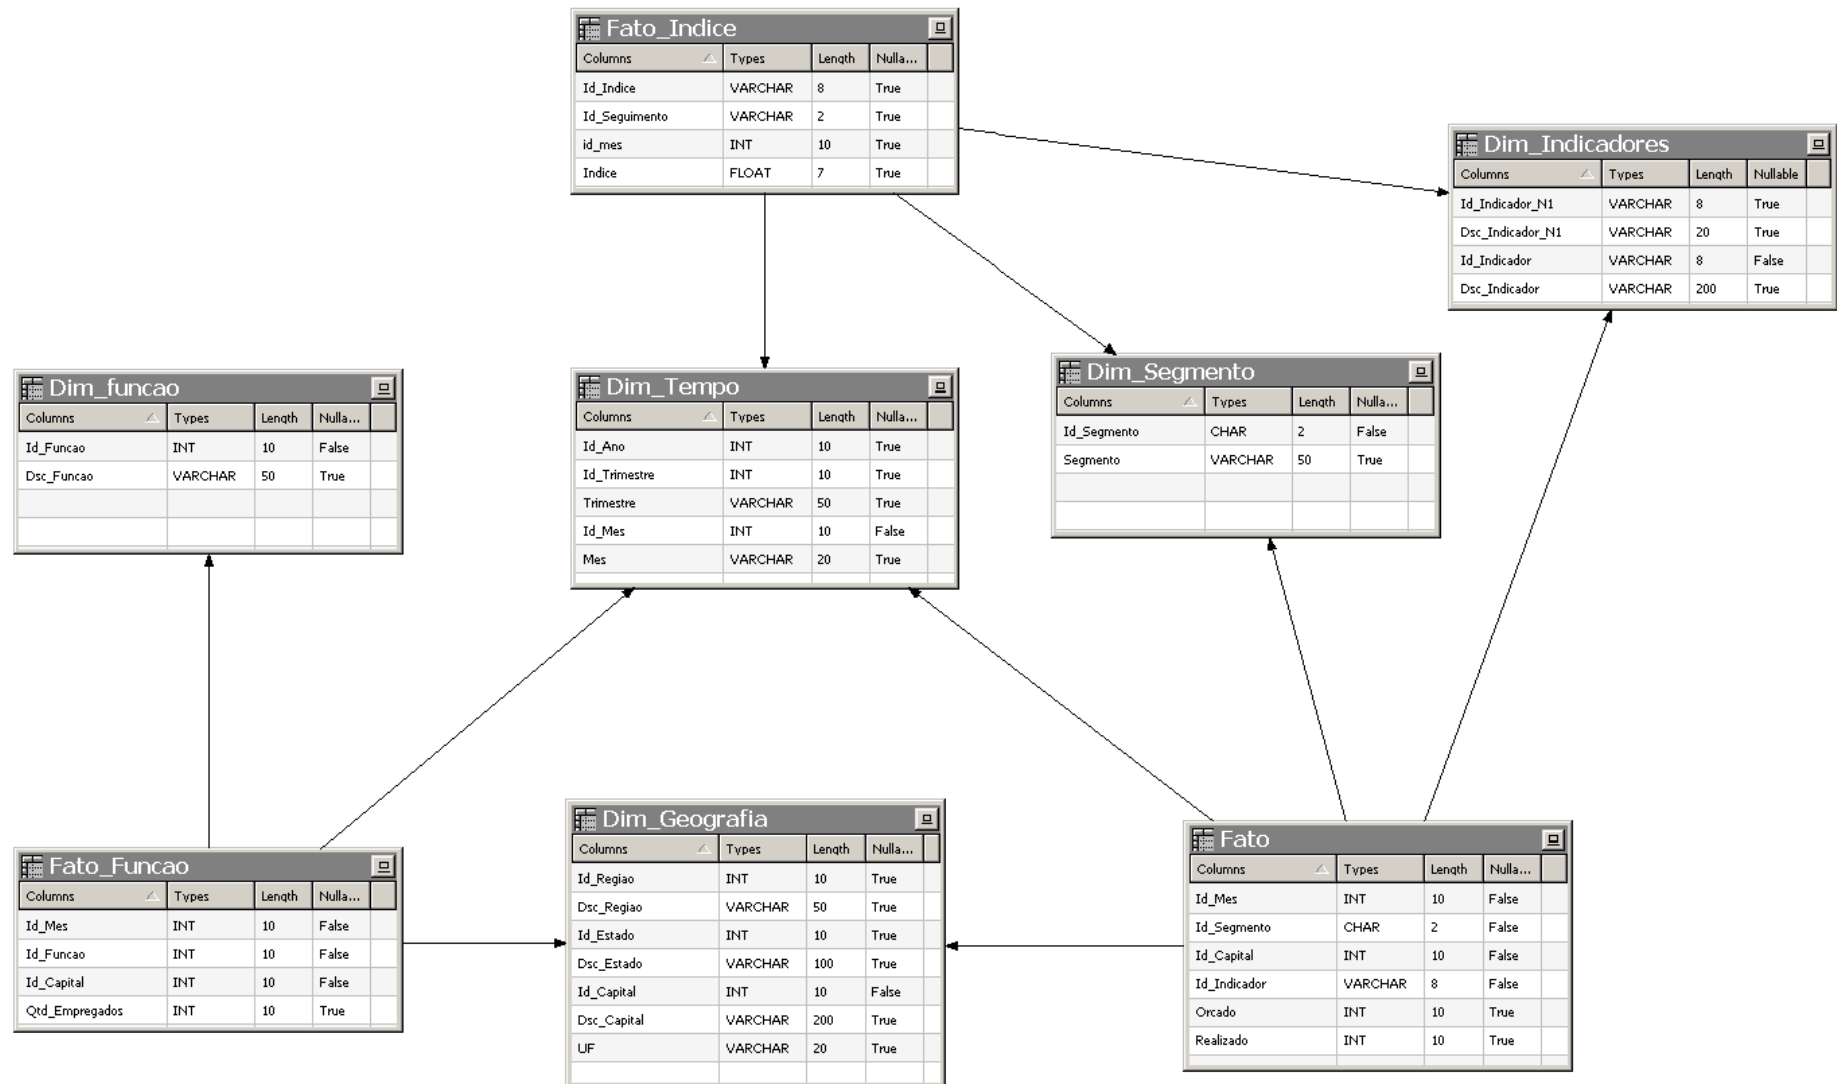 Fato_Indice
Columns Types Length Nulla...
Id_Indice VARCHAR 8 True
Id_Seguimento VARCHAR 2 True
id_mes INT 10 True
Indice FLOAT 7 True
Dim_Indicadores
Columns Types Length Nullable
Id_Indicador_N1 VARCHAR 8 True
Dsc_Indicador_N1 VARCHAR 20 True
Id_Indicador VARCHAR 8 False
Dsc_Indicador VARCHAR 200 True
Dim_funcao
Columns Types Length Nulla...
Id_Funcao INT 10 False
Dsc_Funcao VARCHAR 50 True
Dim_Tempo
Columns Types Length Nulla...
Id_Ano INT 10 True
Id_Trimestre INT 10 True
Trimestre VARCHAR 50 True
Id_Mes INT 10 False
Mes VARCHAR 20 True
Dim_Segmento
Columns Types Length Nulla...
Id_Segmento CHAR 2 False
Segmento VARCHAR 50 True
Fato_Funcao
Columns Types Length Nulla...
Id_Mes INT 10 False
Id_Funcao INT 10 False
Id_Capital INT 10 False
Qtd_Empregados INT 10 True
Dim_Geografia
Columns Types Length Nulla...
Id_Regiao INT 10 True
Dsc_Regiao VARCHAR 50 True
Id_Estado INT 10 True
Dsc_Estado VARCHAR 100 True
Id_Capital INT 10 False
Dsc_Capital VARCHAR 200 True
UF VARCHAR 20 True
Fato
Columns Types Length Nulla...
Id_Mes INT 10 False
Id_Segmento CHAR 2 False
Id_Capital INT 10 False
Id_Indicador VARCHAR 8 False
Orcado INT 10 True
Realizado INT 10 True